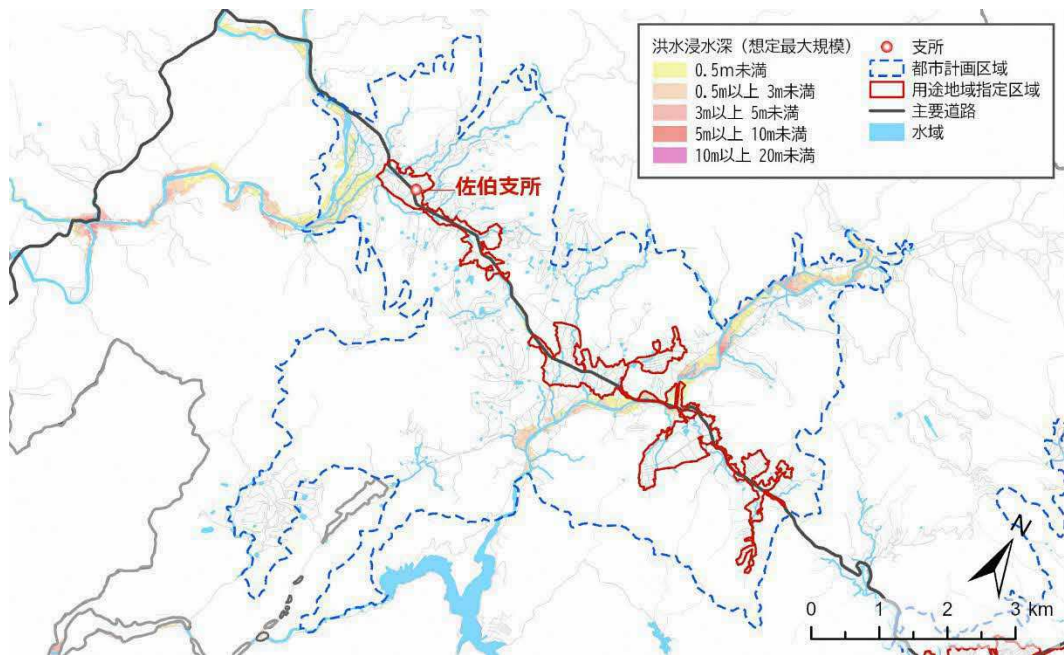 洪水浸水深（想定最大規模）
0.5m未満
0.5m以上 3m未満
3m以上 5m未満
5m以上 10m未満
10m以上 20m未満
支所
都市計画区域
用途地域指定区域
主要道路
水域
佐伯支所
N
0 1 2 3 km